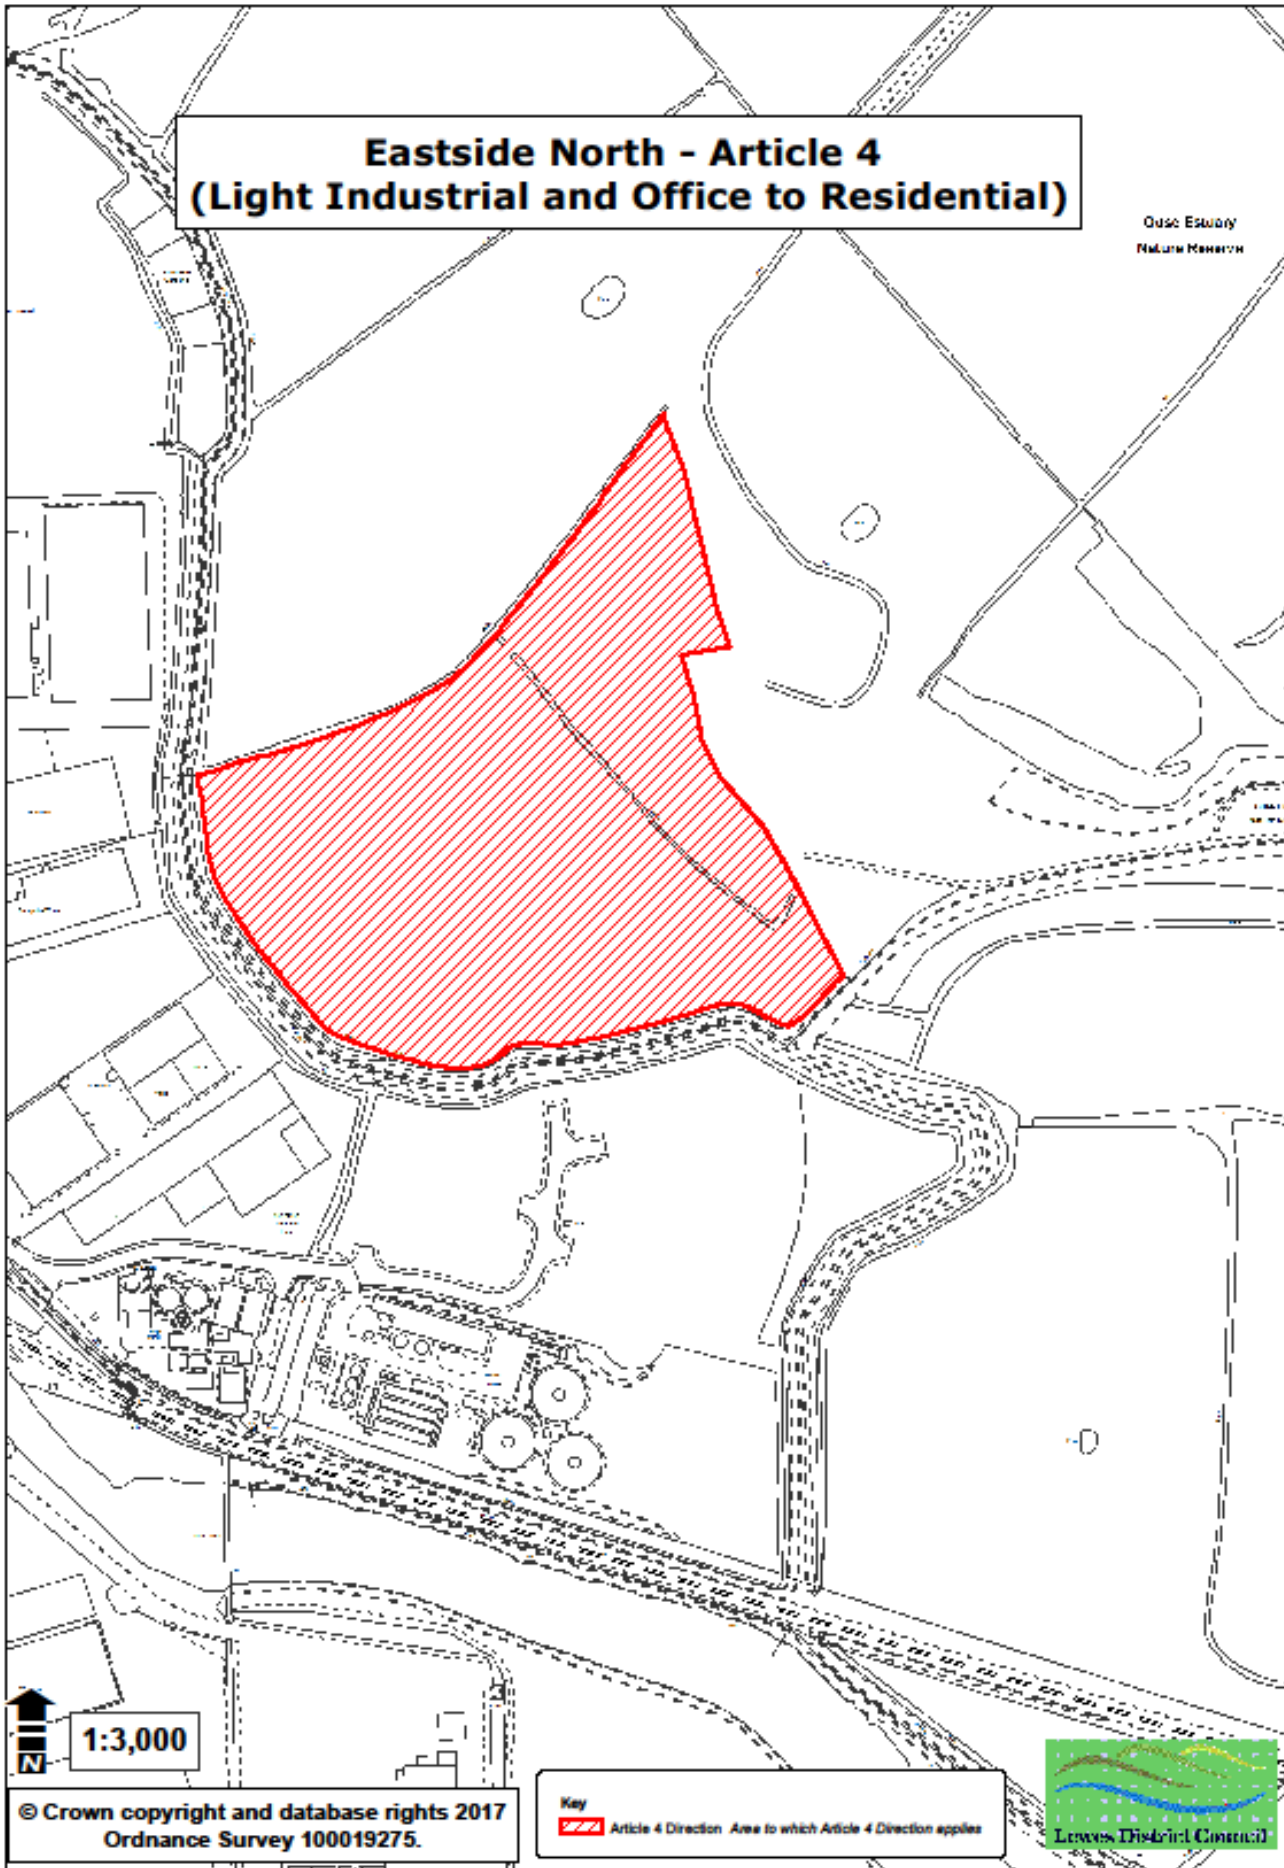 Eastside North - Article 4
(Light Industrial and Office to Residential)
Ouse Estuary
Nature Reserve
N
1:3,000
© Crown copyright and database rights 2017
Ordnance Survey 100019275.
Key
Article 4 Direction Area to which Article 4 Direction applies
Lewes District Council